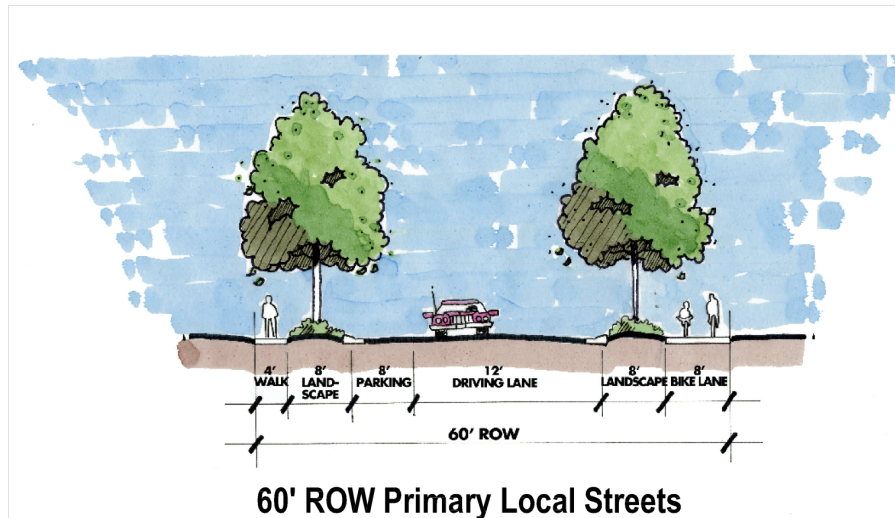 4'
WALK
8'
LAND-
SCAPE
8'
PARKING
12'
DRIVING LANE
8'
LANDSCAPE
8'
BIKE LANE
60' ROW
60' ROW Primary Local Streets